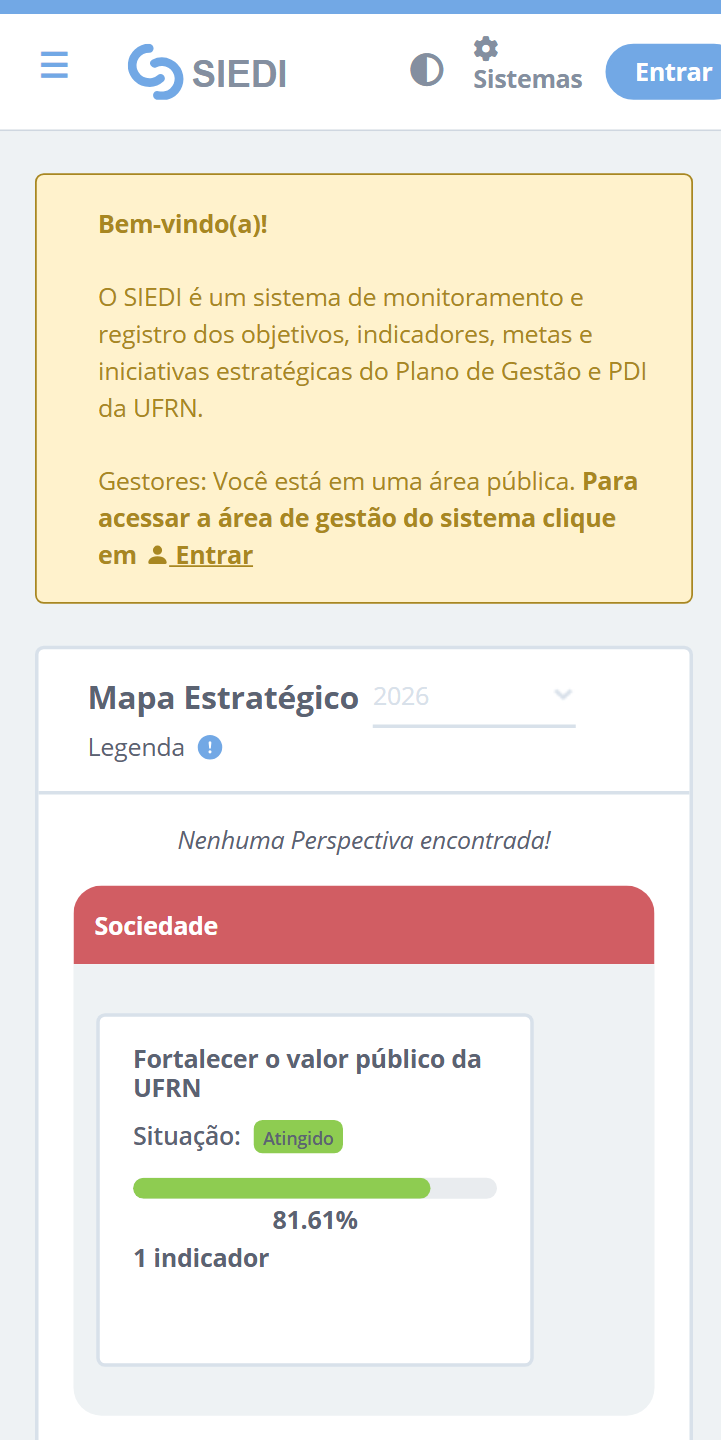 SIEDI
Sistemas
Entrar
Bem-vindo(a)!
O SIEDI é um sistema de monitoramento e
registro dos objetivos, indicadores, metas e
iniciativas estratégicas do Plano de Gestão e PDI
da UFRN.
Gestores: Você está em uma área pública. Para
acessar a área de gestão do sistema clique
em Entrar
Mapa Estratégico 2026
Legenda !
Nenhuma Perspectiva encontrada!
Sociedade
Fortalecer o valor público da
UFRN
Situação: Atingido
81.61%
1 indicador